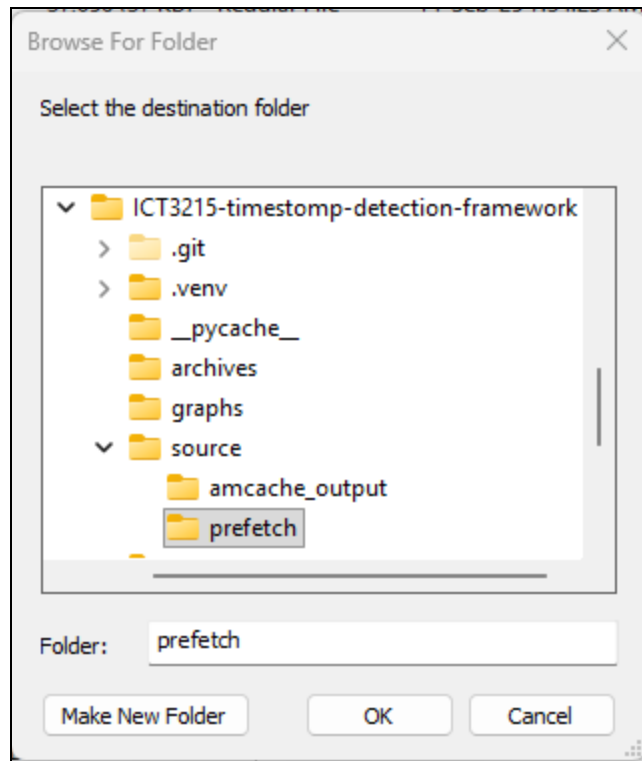 Browse For Folder
Select the destination folder
ICT3215-timestomp-detection-framework
.git
.venv
__pycache__
archives
graphs
source
amcache_output
prefetch
Folder: prefetch
Make New Folder OK Cancel